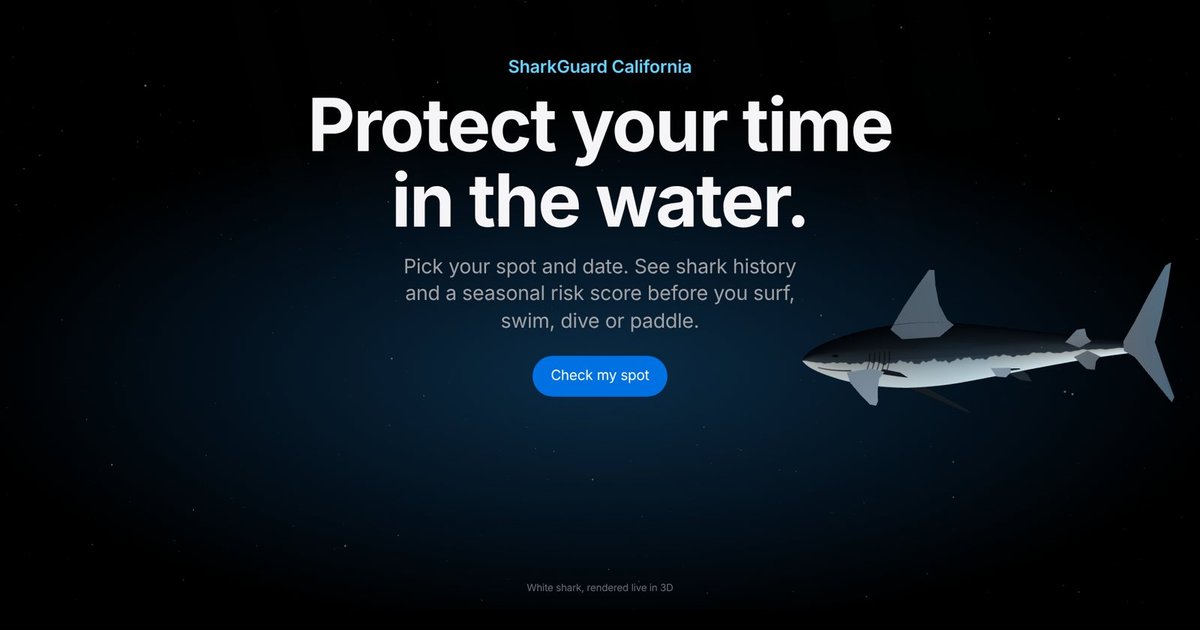 SharkGuard California
Protect your time
in the water.
Pick your spot and date. See shark history
and a seasonal risk score before you surf,
swim, dive or paddle.
Check my spot
White shark, rendered live in 3D